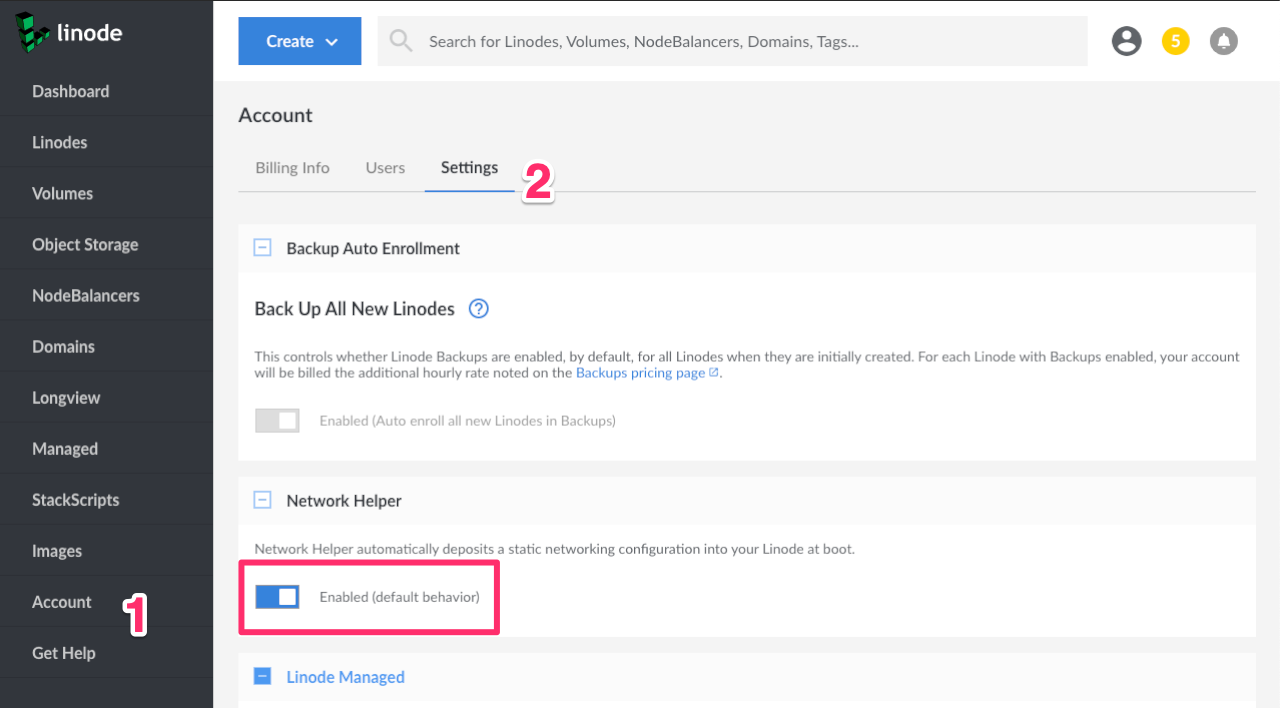 linode
Create
Search for Linodes, Volumes, NodeBalancers, Domains, Tags...
5
Dashboard
Linodes
Volumes
Object Storage
NodeBalancers
Domains
Longview
Managed
StackScripts
Images
Account
1
Get Help
Account
Billing Info Users Settings 2
Backup Auto Enrollment
Back Up All New Linodes ?
This controls whether Linode Backups are enabled, by default, for all Linodes when they are initially created. For each Linode with Backups enabled, your account
will be billed the additional hourly rate noted on the Backups pricing page.
Enabled (Auto enroll all new Linodes in Backups)
Network Helper
Network Helper automatically deposits a static networking configuration into your Linode at boot.
Enabled (default behavior)
Linode Managed